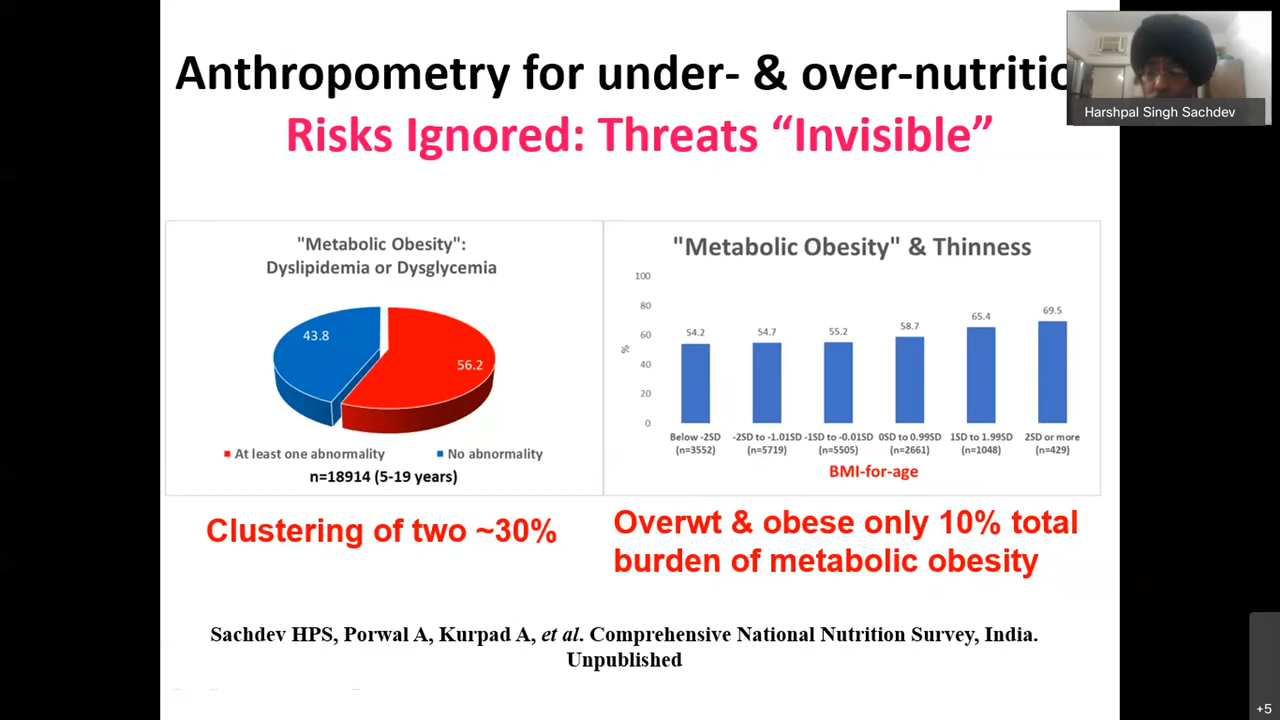 Anthropometry for under- & over-nutritio
Harshpal Singh Sachdev
Risks Ignored: Threats “Invisible”
"Metabolic Obesity":
Dyslipidemia or Dysglycemia
43.8
56.2
At least one abnormality
No abnormality
n=18914 (5-19 years)
"Metabolic Obesity" & Thinness
100
80
60
40
20
0
%
54.2
54.7
55.2
58.7
65.4
69.5
Below -2SD
(n=3552)
-2SD to -1.01SD
(n=5719)
-1SD to -0.01SD
(n=5505)
0SD to 0.99SD
(n=2661)
1SD to 1.99SD
(n=1048)
2SD or more
(n=429)
BMI-for-age
Clustering of two ~30%
Overwt & obese only 10% total
burden of metabolic obesity
Sachdev HPS, Porwal A, Kurpad A, et al. Comprehensive National Nutrition Survey, India.
Unpublished
+5